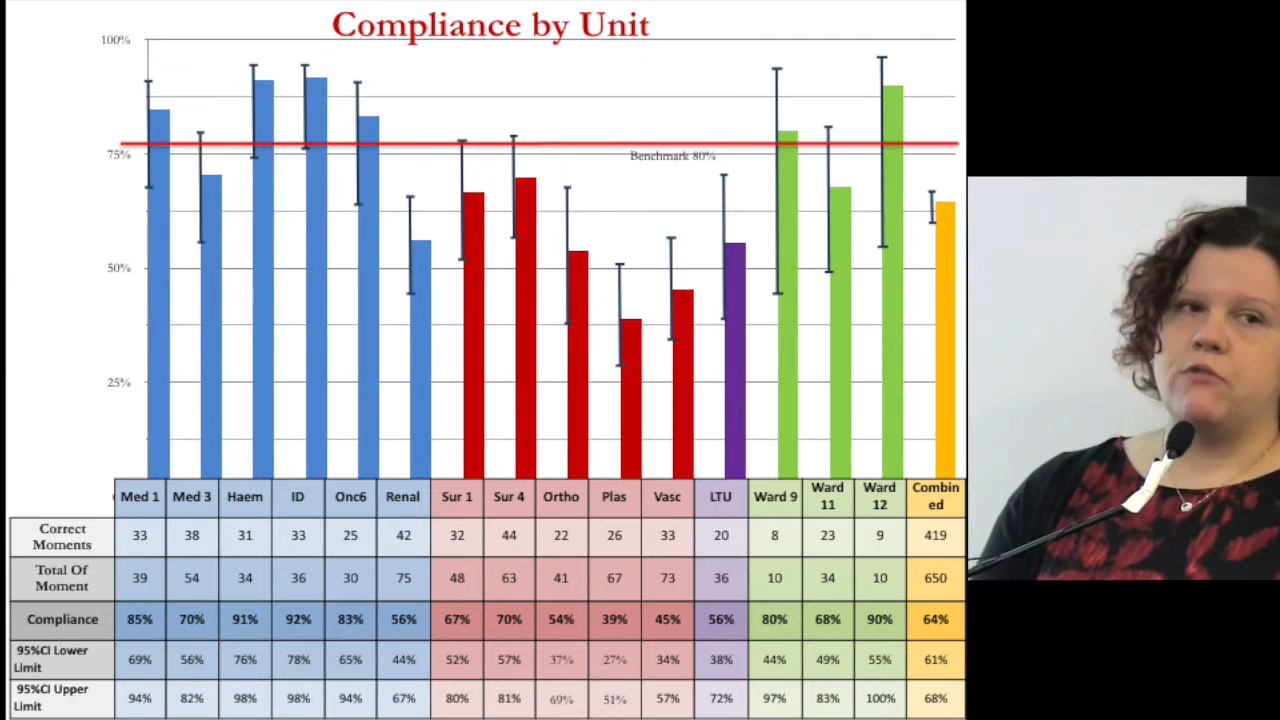 Compliance by Unit
100%
75%
Benchmark 80%
50%
25%
Med 1 Med 3 Haem ID Onc6 Renal Sur 1 Sur 4 Ortho Plas Vasc LTU Ward 9 Ward 11 Ward 12 Combin ed
Correct Moments 33 38 31 33 25 42 32 44 22 26 33 20 8 23 9 419
Total Of Moment 39 54 34 36 30 75 48 63 41 67 73 36 10 34 10 650
Compliance 85% 70% 91% 92% 83% 56% 67% 70% 54% 39% 45% 56% 80% 68% 90% 64%
95%CI Lower Limit 69% 56% 76% 78% 65% 44% 52% 57% 37% 27% 34% 38% 44% 49% 55% 61%
95%CI Upper Limit 94% 82% 98% 98% 94% 67% 80% 81% 69% 51% 57% 72% 97% 83% 100% 68%